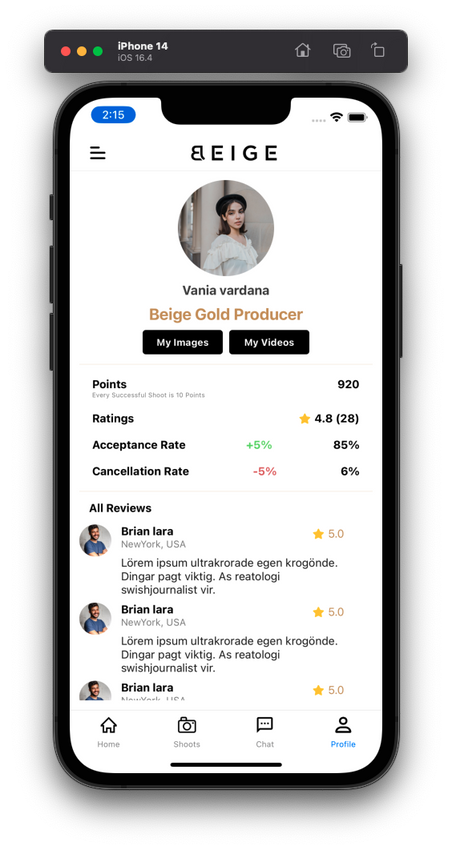 iPhone 14
iOS 16.4
2:15
BEIGE
Vania vardana
Beige Gold Producer
My Images My Videos
Points 920
Every Successful Shoot is 10 Points
Ratings 4.8 (28)
Acceptance Rate +5% 85%
Cancellation Rate -5% 6%
All Reviews
Brian lara 5.0
NewYork, USA
Lörem ipsum ultrakrorade egen krogönde.
Dingar pagt viktig. As reatologi
swishjournalist vir.
Brian lara 5.0
NewYork, USA
Lörem ipsum ultrakrorade egen krogönde.
Dingar pagt viktig. As reatologi
swishjournalist vir.
Brian lara 5.0
NewYork, USA
Home Shoots Chat Profile